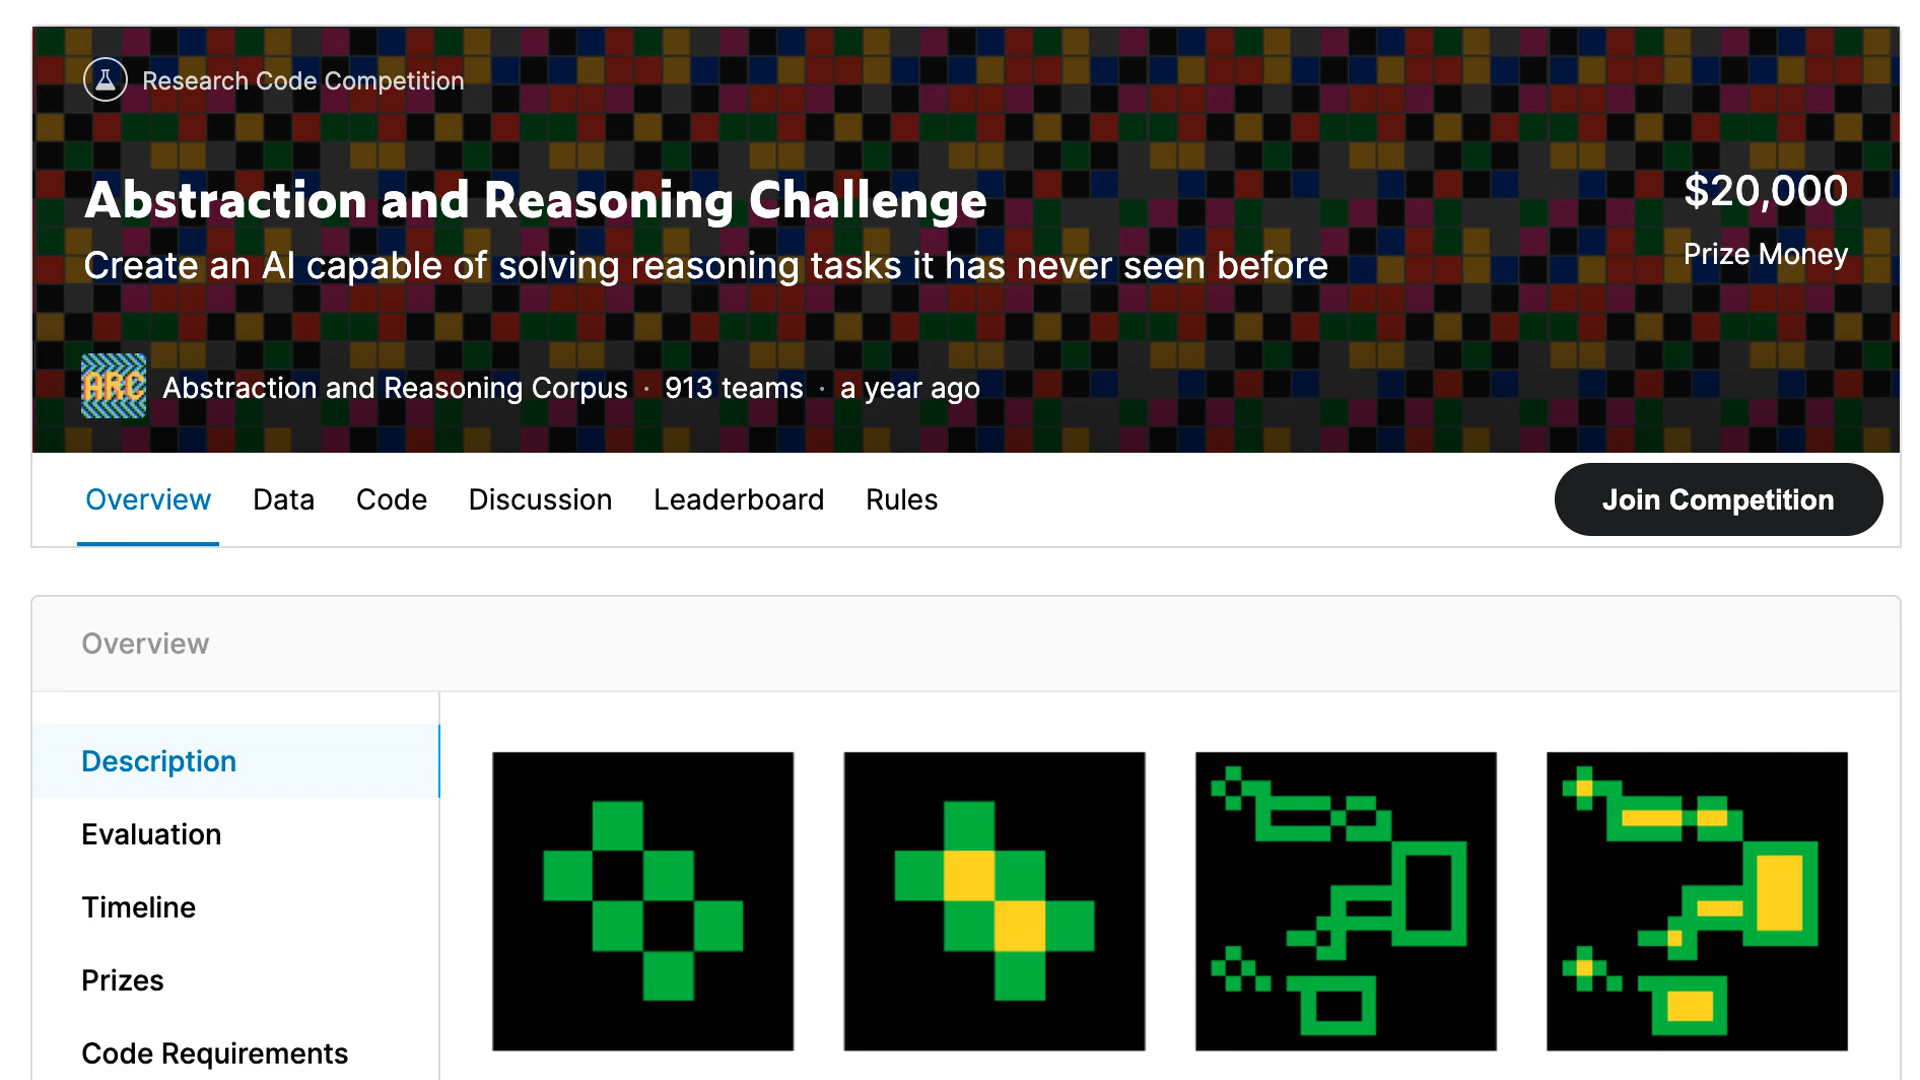 Research Code Competition
Abstraction and Reasoning Challenge
Create an AI capable of solving reasoning tasks it has never seen before
$20,000
Prize Money
ARC
Abstraction and Reasoning Corpus · 913 teams · a year ago
Overview Data Code Discussion Leaderboard Rules Join Competition
Overview
Description
Evaluation
Timeline
Prizes
Code Requirements